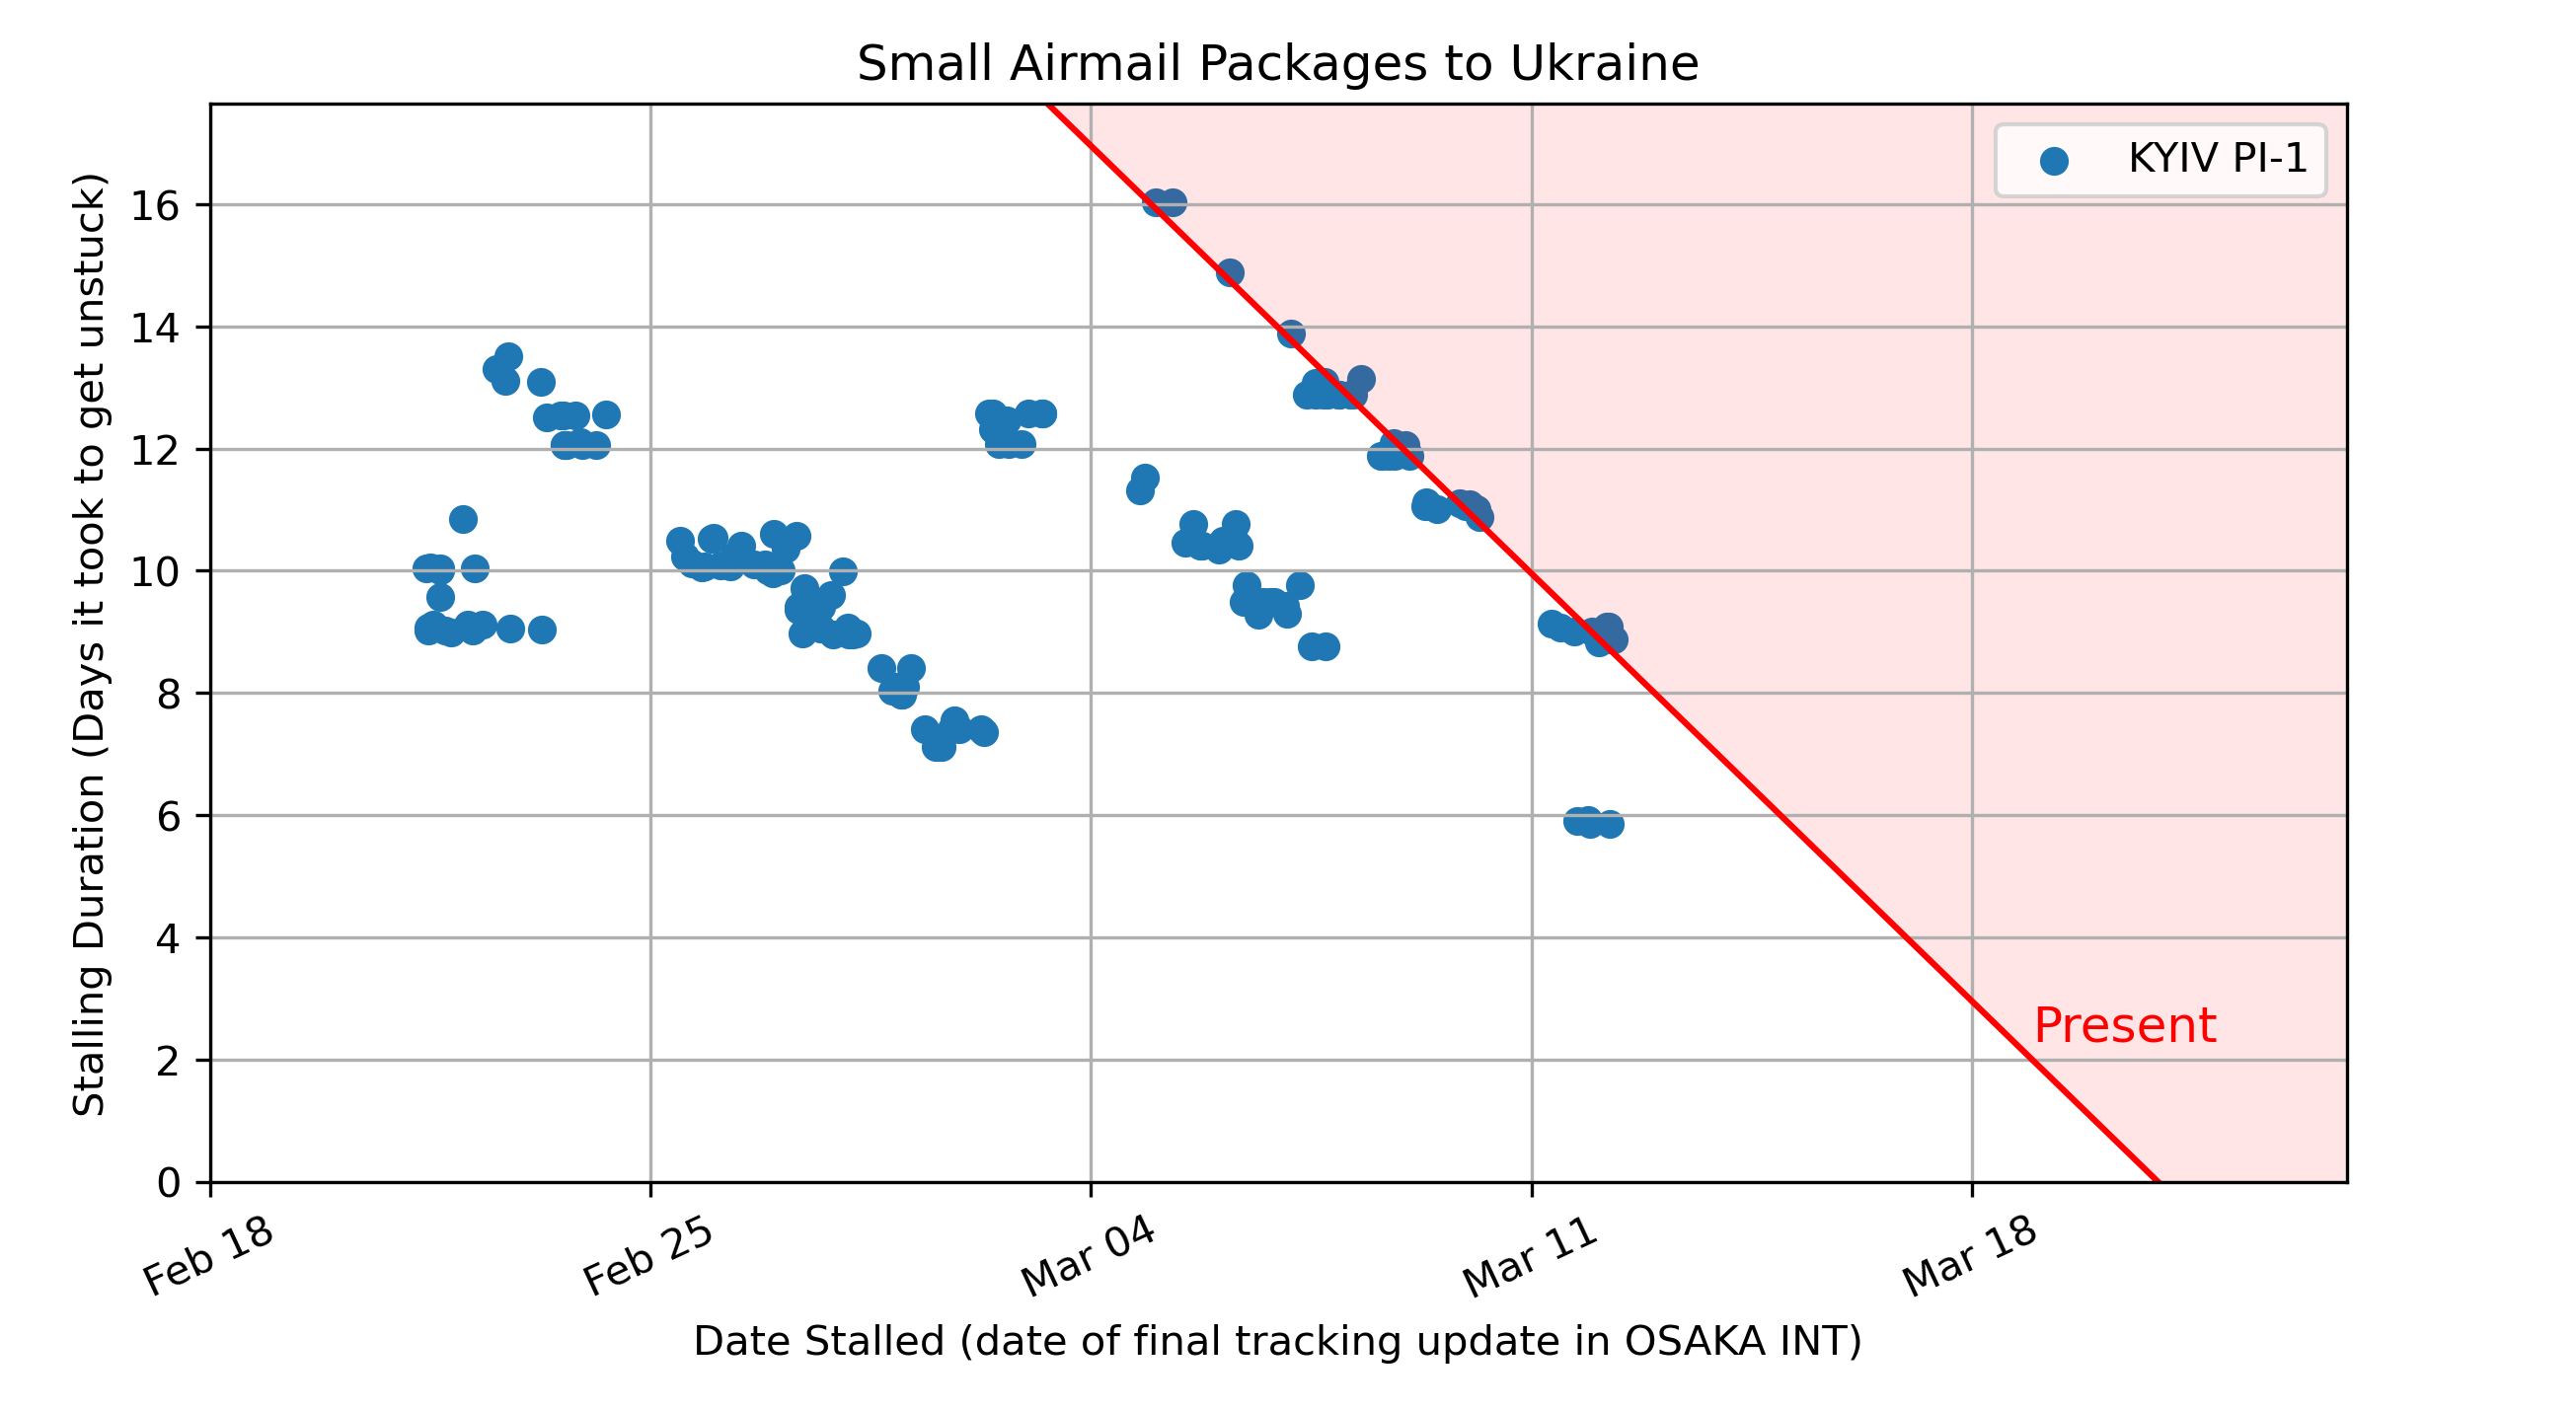 Small Airmail Packages to Ukraine
KYIV PI-1
Stalling Duration (Days it took to get unstuck)
16
14
12
10
8
6
4
2
0
Present
Feb 18
Feb 25
Mar 04
Mar 11
Mar 18
Date Stalled (date of final tracking update in OSAKA INT)